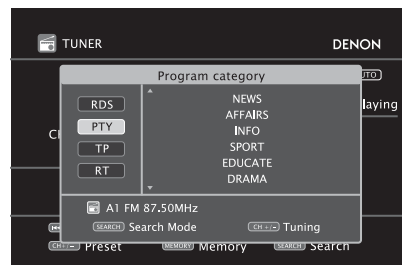 TUNER DENON
Program category
RDS
PTY
TP
RT
NEWS
AFFAIRS
INFO
SPORT
EDUCATE
DRAMA
laying
A1 FM 87.50MHz
SEARCH Search Mode CH +/- Tuning
Preset MEMORY Memory SEARCH Search